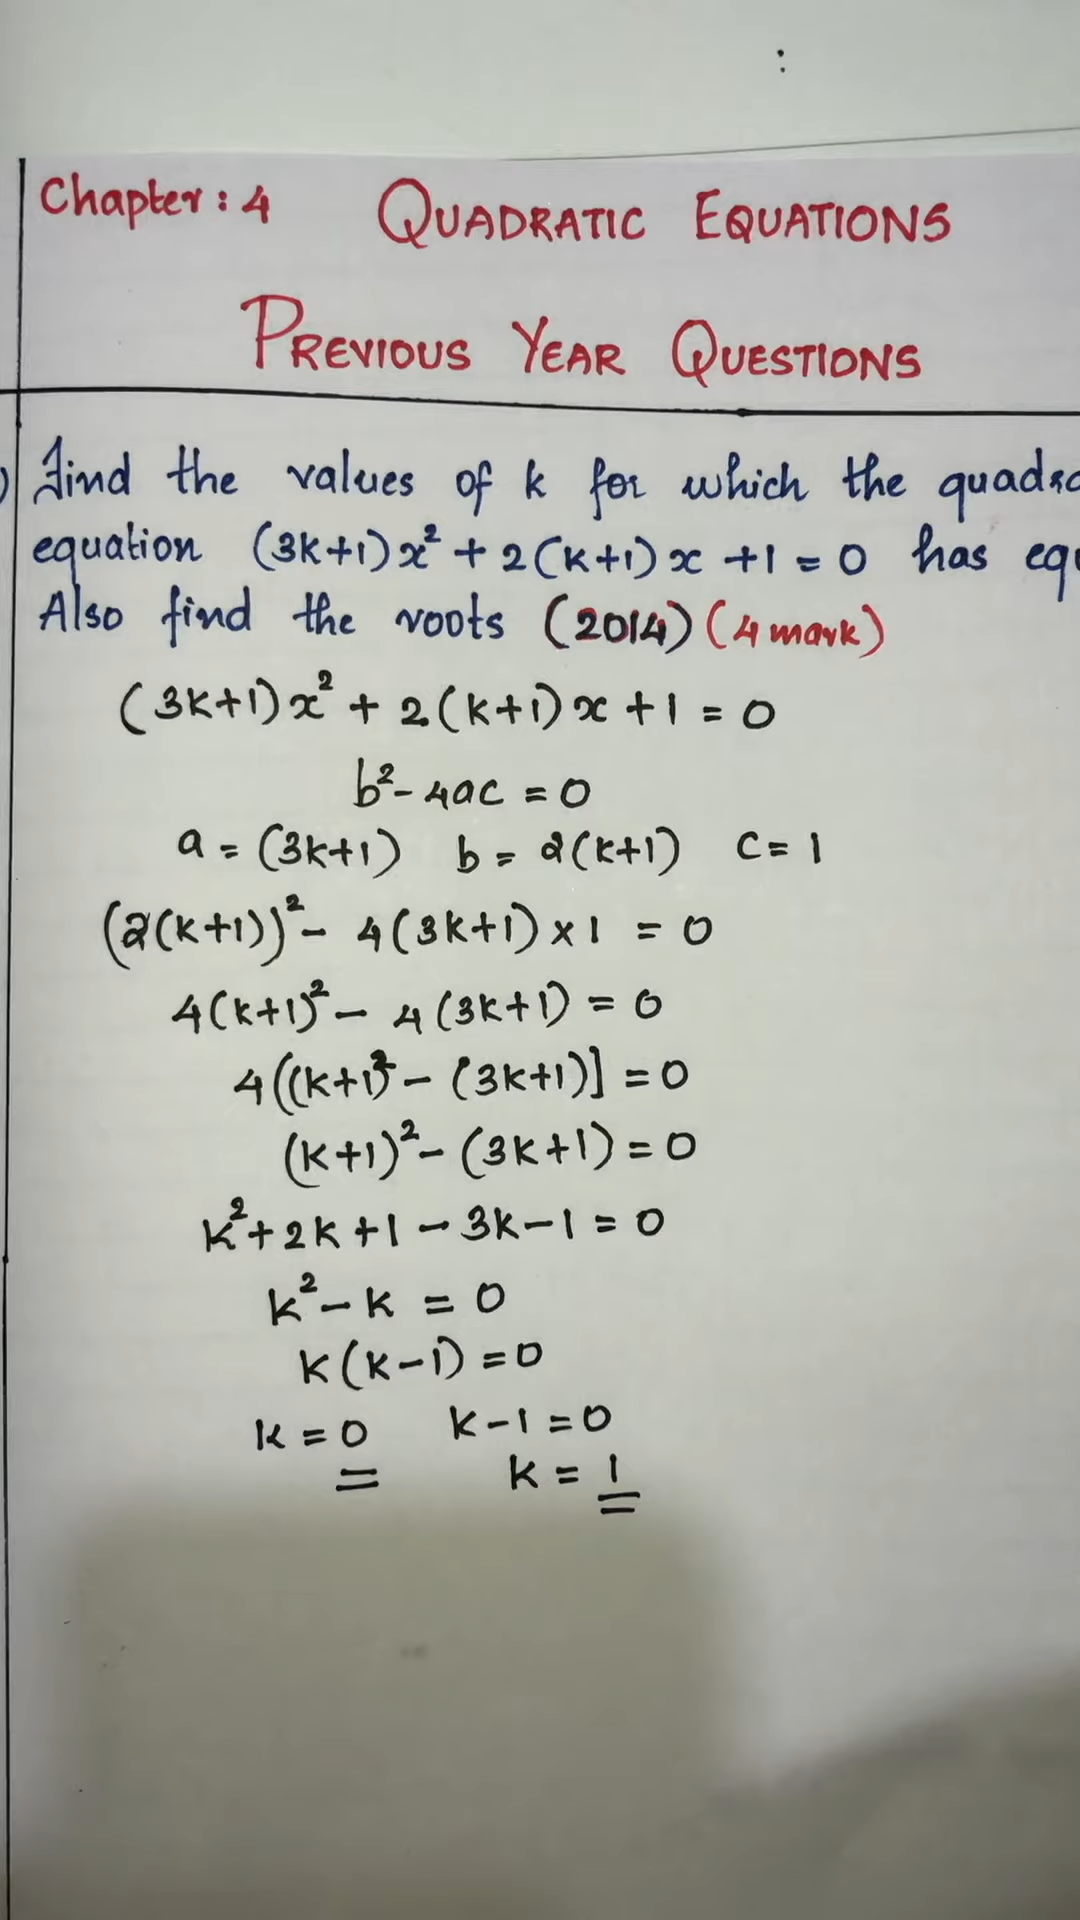 Chapter: 4 QUADRATIC EQUATIONS
PREVIOUS YEAR QUESTIONS
) Find the values of k for which the
equation (3k+1)x² + 2(k+1)x +1 = 0 has
Also find the roots (2014) (4 mark)
(3k+1)x² + 2(k+1)x +1 = 0
b²- 4ac = 0
a = (3k+1) b = 2(k+1) c = 1
(2(k+1))² - 4(3k+1) x 1 = 0
4(k+1)² - 4(3k+1) = 0
4((k+1)² - (3k+1)] = 0
(k+1)² - (3k+1) = 0
k² + 2k +1 - 3k - 1 = 0
k² - k = 0
k(k-1) = 0
k = 0 k-1 = 0
k = 1